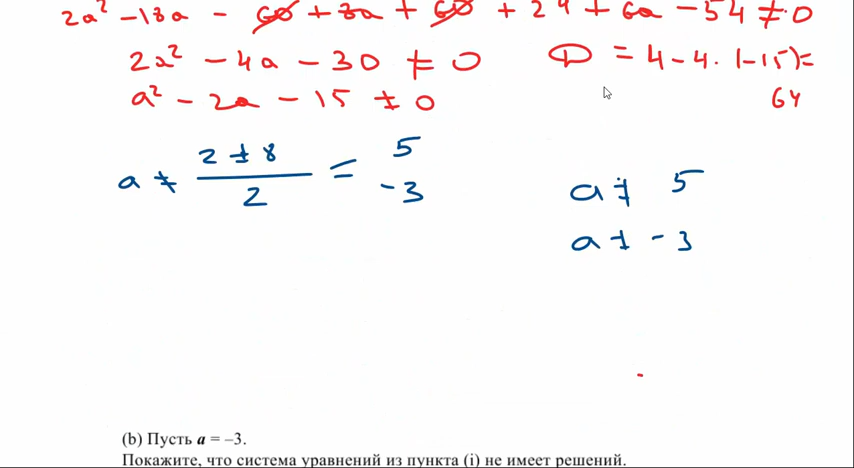 2a² - 18a - 60 + 8a + 60 + 24 + 6a - 54 ≠ 0
2a² - 4a - 30 ≠ 0 D = 4 - 4 · (-15) =
a² - 2a - 15 ≠ 0 64
a ≠ (2 ± 8)/2 = 5
-3
a ≠ 5
a ≠ -3
(b) Пусть a = –3.
Покажите, что система уравнений из пункта (i) не имеет решений.